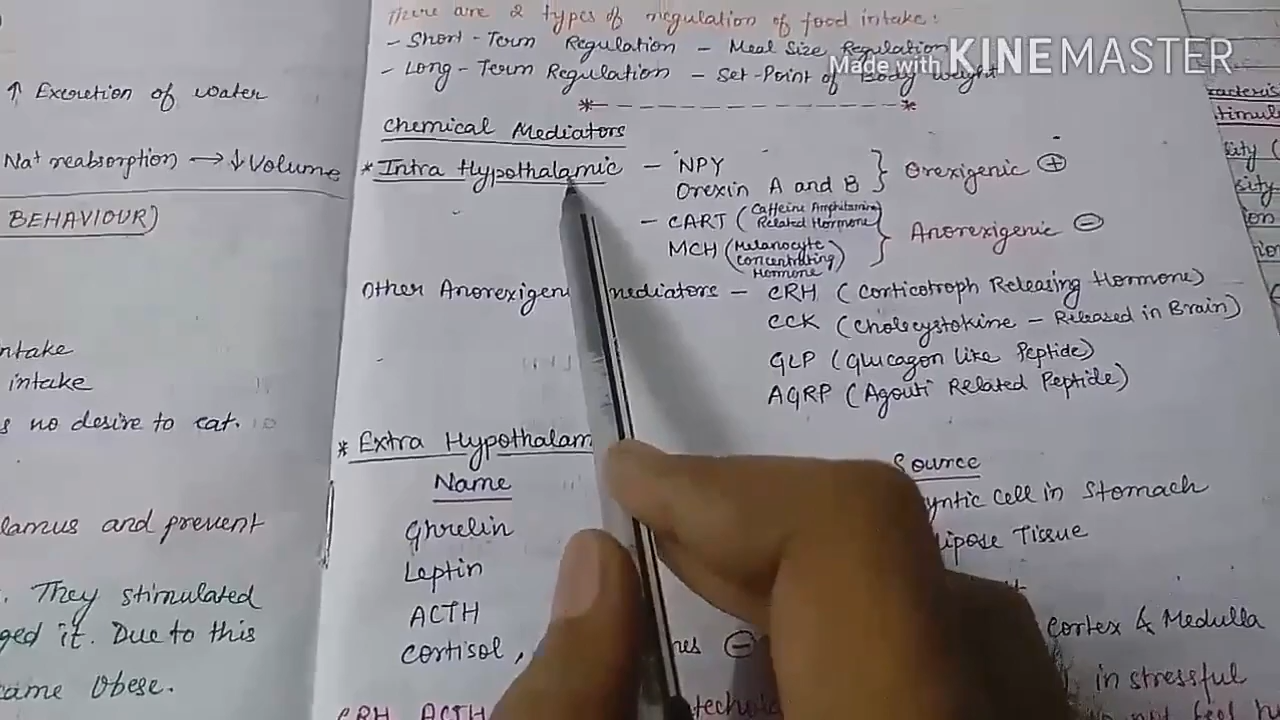 There are 2 types of regulation of food intake:
- Short-Term Regulation - Meal Size Regulation
- Long-Term Regulation - Set-Point of Body weight
Made with KINEMASTER
Chemical Mediators
* Intra Hypothalamic - NPY
Orexin A and B
Orexigenic +
- CART (Caffeine Amphitamine
Related Hormone)
MCH (Melanocyte
Concentrating
Hormone)
Anorexigenic -
Other Anorexigeni mediators - CRH (Corticotroph Releasing Hormone)
CCK (Cholecystokine - Released in Brain)
GLP (Glucagon like Peptide)
AGRP (Agouti Related Peptide)
* Extra Hypothalam
Name
Source
Ghrelin
yntic cell in Stomach
Leptin
lipose Tissue
ACTH
Cortisol,
nes -
Cortex & Medulla
in stressful
CRH ACTH
↑ Excretion of water
Na+ reabsorption → ↓ Volume
BEHAVIOUR)
ntake
intake
s no desire to eat.
lamus and prevent
. They stimulated
ged it. Due to this
came Obese.